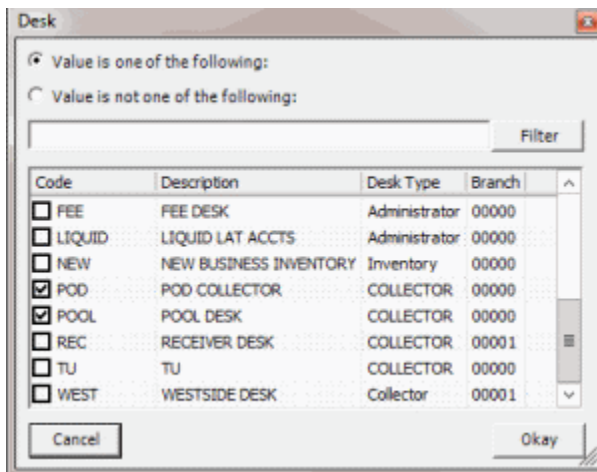 Desk
Value is one of the following:
Value is not one of the following:
Filter
Code Description Desk Type Branch
FEE FEE DESK Administrator 00000
LIQUID LIQUID LAT ACCTS Administrator 00000
NEW NEW BUSINESS INVENTORY Inventory 00000
POD POD COLLECTOR COLLECTOR 00000
POOL POOL DESK COLLECTOR 00000
REC RECEIVER DESK COLLECTOR 00001
TU TU COLLECTOR 00000
WEST WESTSIDE DESK Collector 00001
Cancel Okay